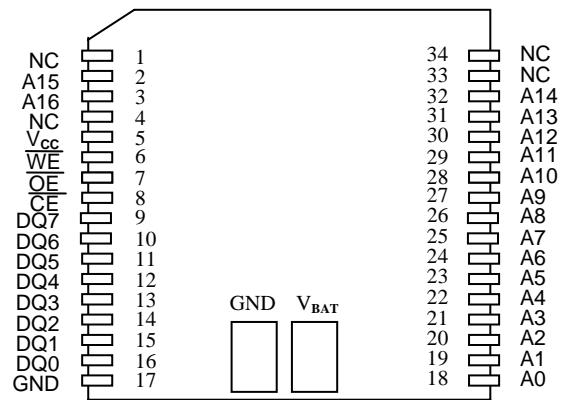 NC 1 34 NC
A15 2 33 NC
A16 3 32 A14
NC 4 31 A13
Vcc 5 30 A12
W̅E̅ 6 29 A11
O̅E̅ 7 28 A10
C̅E̅ 8 27 A9
DQ7 9 26 A8
DQ6 10 25 A7
DQ5 11 24 A6
DQ4 12 23 A5
DQ3 13 22 A4
DQ2 14 21 A3
DQ1 15 20 A2
DQ0 16 19 A1
GND 17 18 A0
GND VBAT